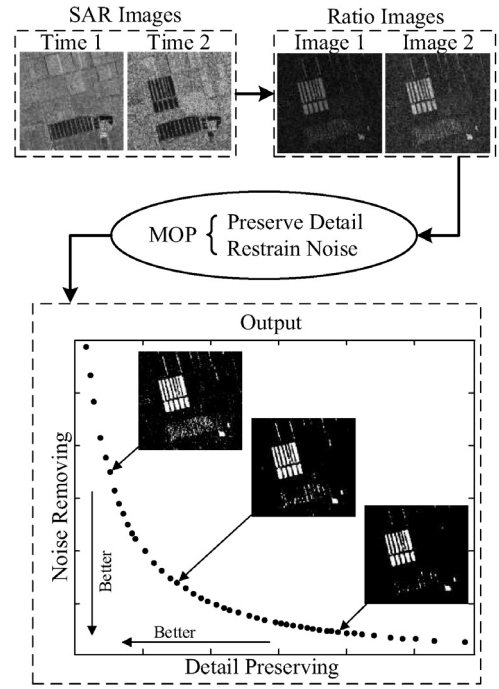 SAR Images
Ratio Images
Time 1
Time 2
Image 1
Image 2
MOP { Preserve Detail
Restrain Noise
Output
Noise Removing
Better
Better
Detail Preserving